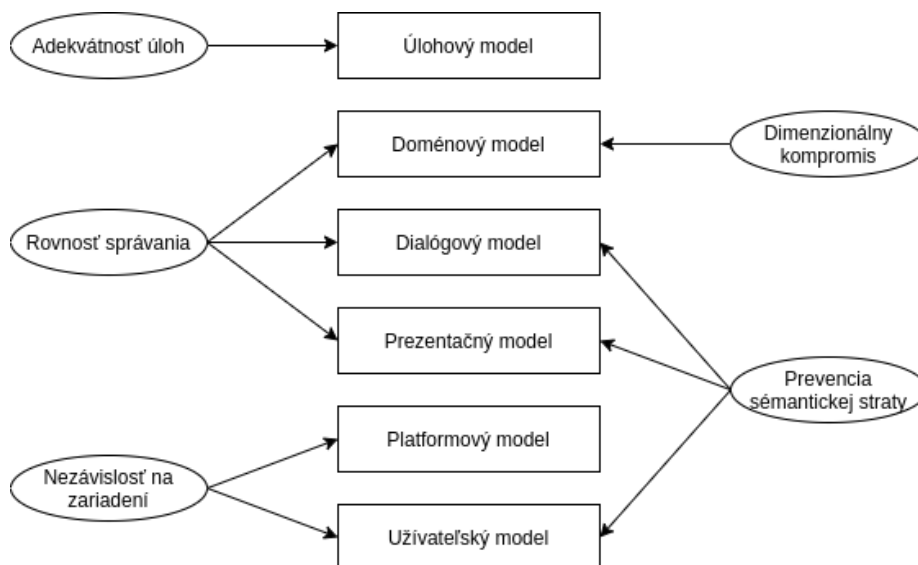 Adekvátnosť úloh
Úlohový model
Doménový model
Dimenzionálny
kompromis
Rovnosť správania
Dialógový model
Prezentačný model
Prevencia
sémantickej straty
Platformový model
Nezávislosť na
zariadení
Užívateľský model